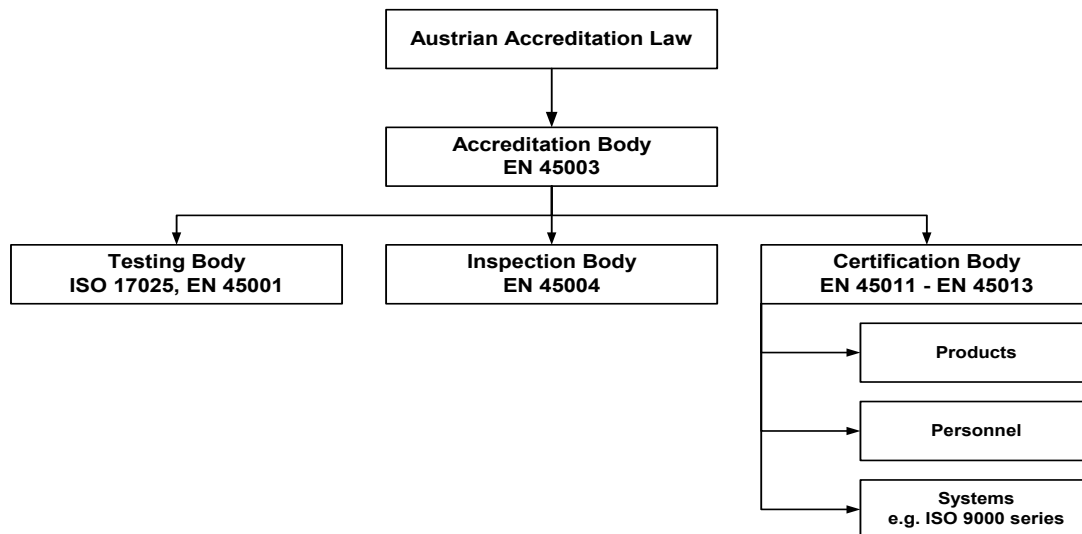 Austrian Accreditation Law
Accreditation Body
EN 45003
Testing Body
ISO 17025, EN 45001
Inspection Body
EN 45004
Certification Body
EN 45011 - EN 45013
Products
Personnel
Systems
e.g. ISO 9000 series